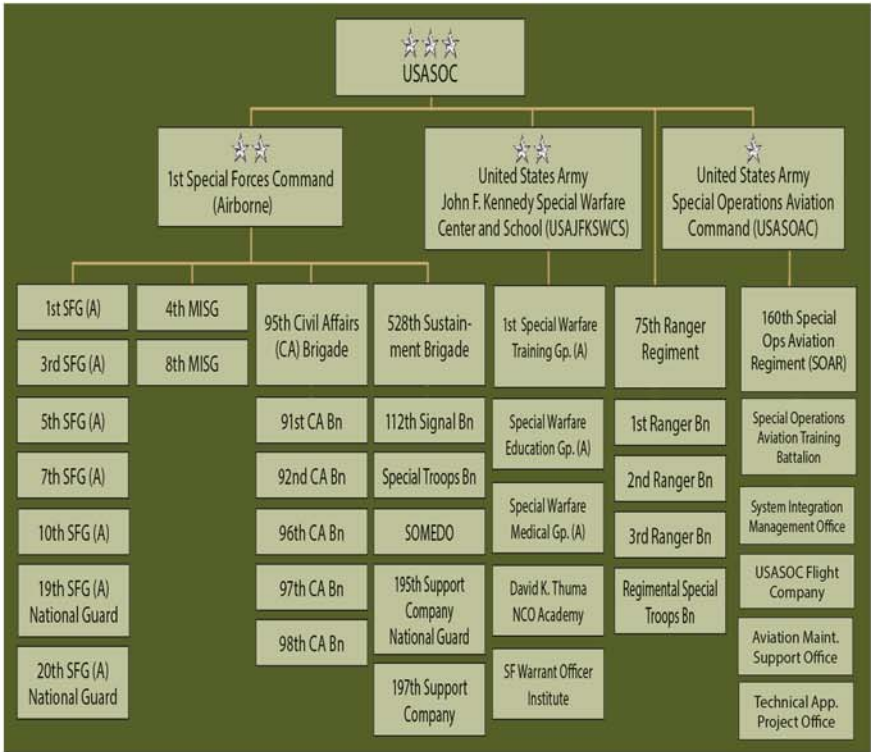 USASOC
1st Special Forces Command
(Airborne)
United States Army
John F. Kennedy Special Warfare
Center and School (USAJFKSWCS)
United States Army
Special Operations Aviation
Command (USASOAC)
1st SFG (A)
3rd SFG (A)
5th SFG (A)
7th SFG (A)
10th SFG (A)
19th SFG (A)
National Guard
20th SFG (A)
National Guard
4th MISG
8th MISG
95th Civil Affairs
(CA) Brigade
91st CA Bn
92nd CA Bn
96th CA Bn
97th CA Bn
98th CA Bn
528th Sustain-
ment Brigade
112th Signal Bn
Special Troops Bn
SOMEDO
195th Support
Company
National Guard
197th Support
Company
1st Special Warfare
Training Gp. (A)
Special Warfare
Education Gp. (A)
Special Warfare
Medical Gp. (A)
David K. Thuma
NCO Academy
SF Warrant Officer
Institute
75th Ranger
Regiment
1st Ranger Bn
2nd Ranger Bn
3rd Ranger Bn
Regimental Special
Troops Bn
160th Special
Ops Aviation
Regiment (SOAR)
Special Operations
Aviation Training
Battalion
System Integration
Management Office
USASOC Flight
Company
Aviation Maint.
Support Office
Technical App.
Project Office